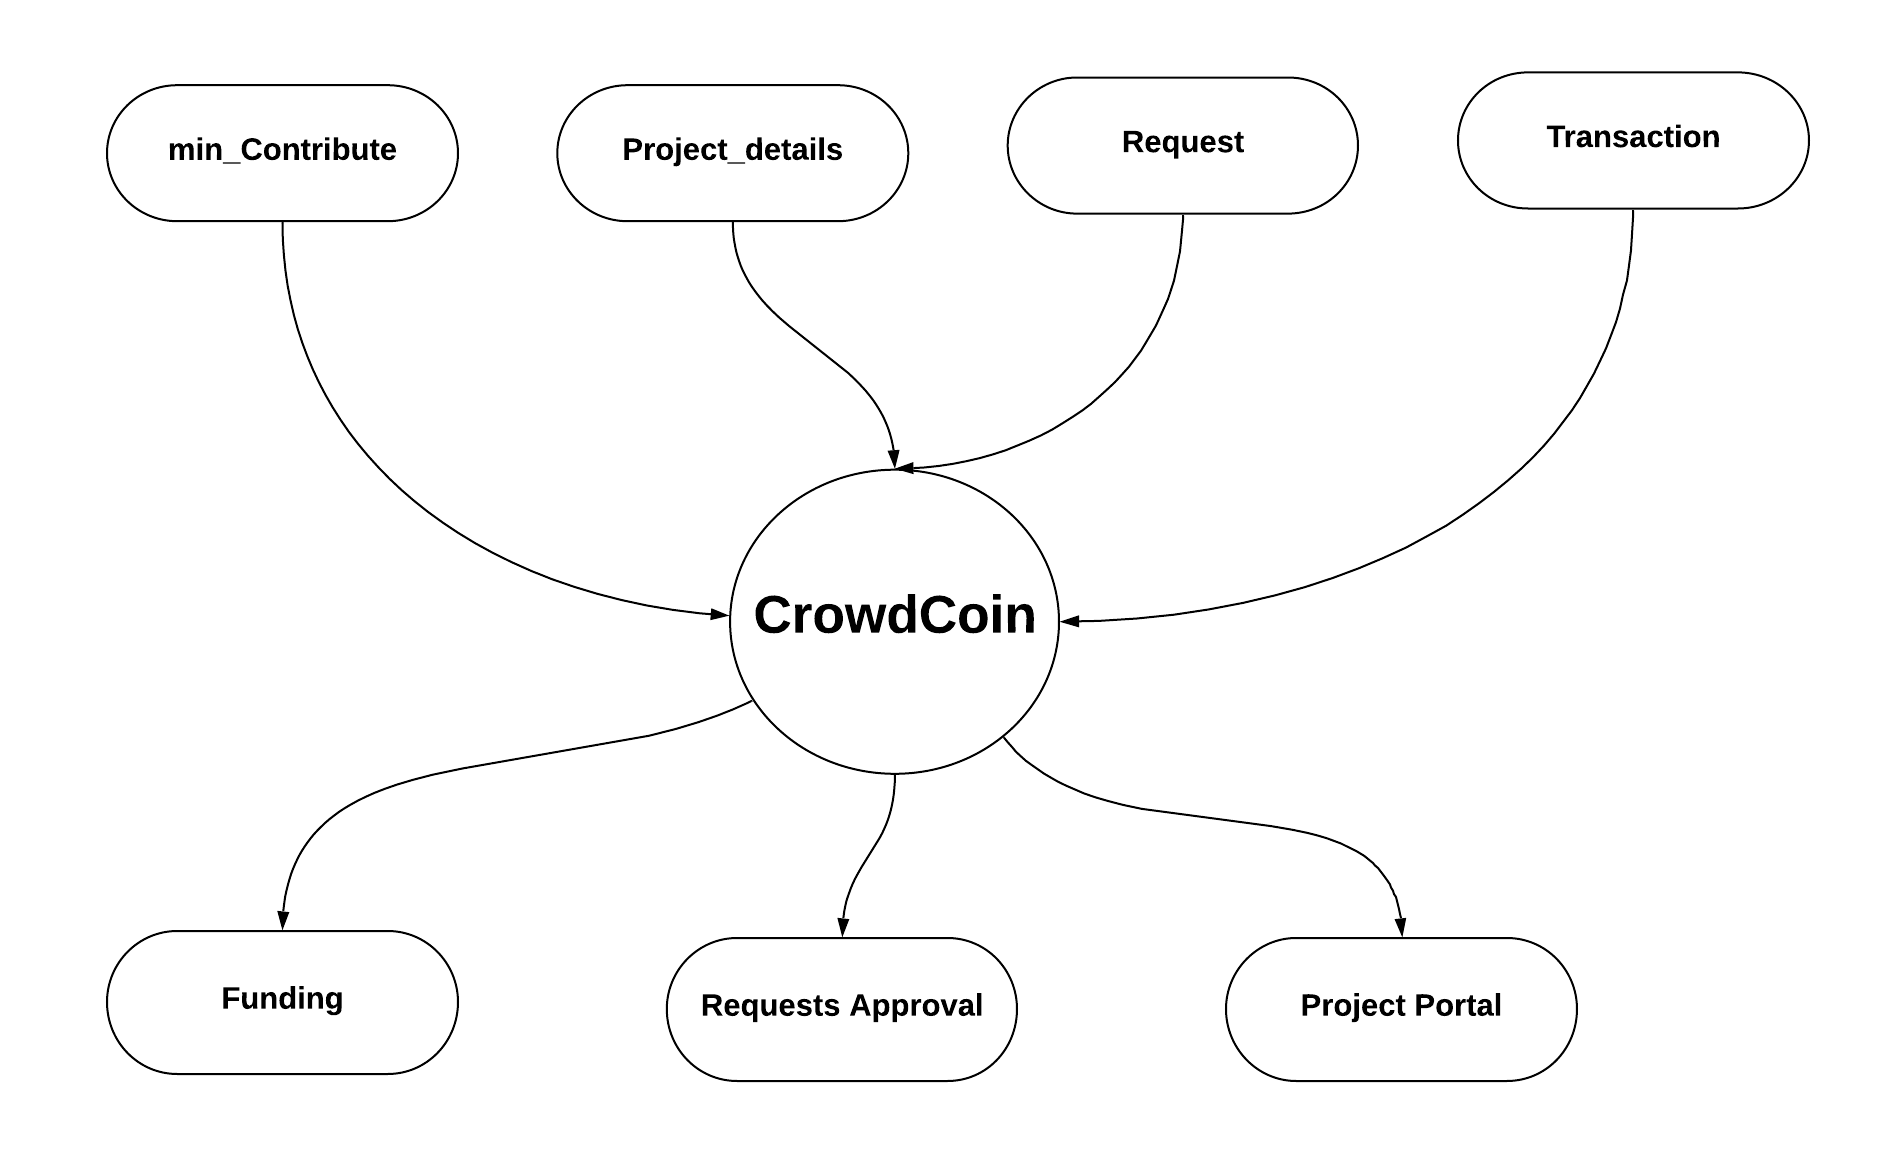 min_Contribute
Project_details
Request
Transaction
CrowdCoin
Funding
Requests Approval
Project Portal